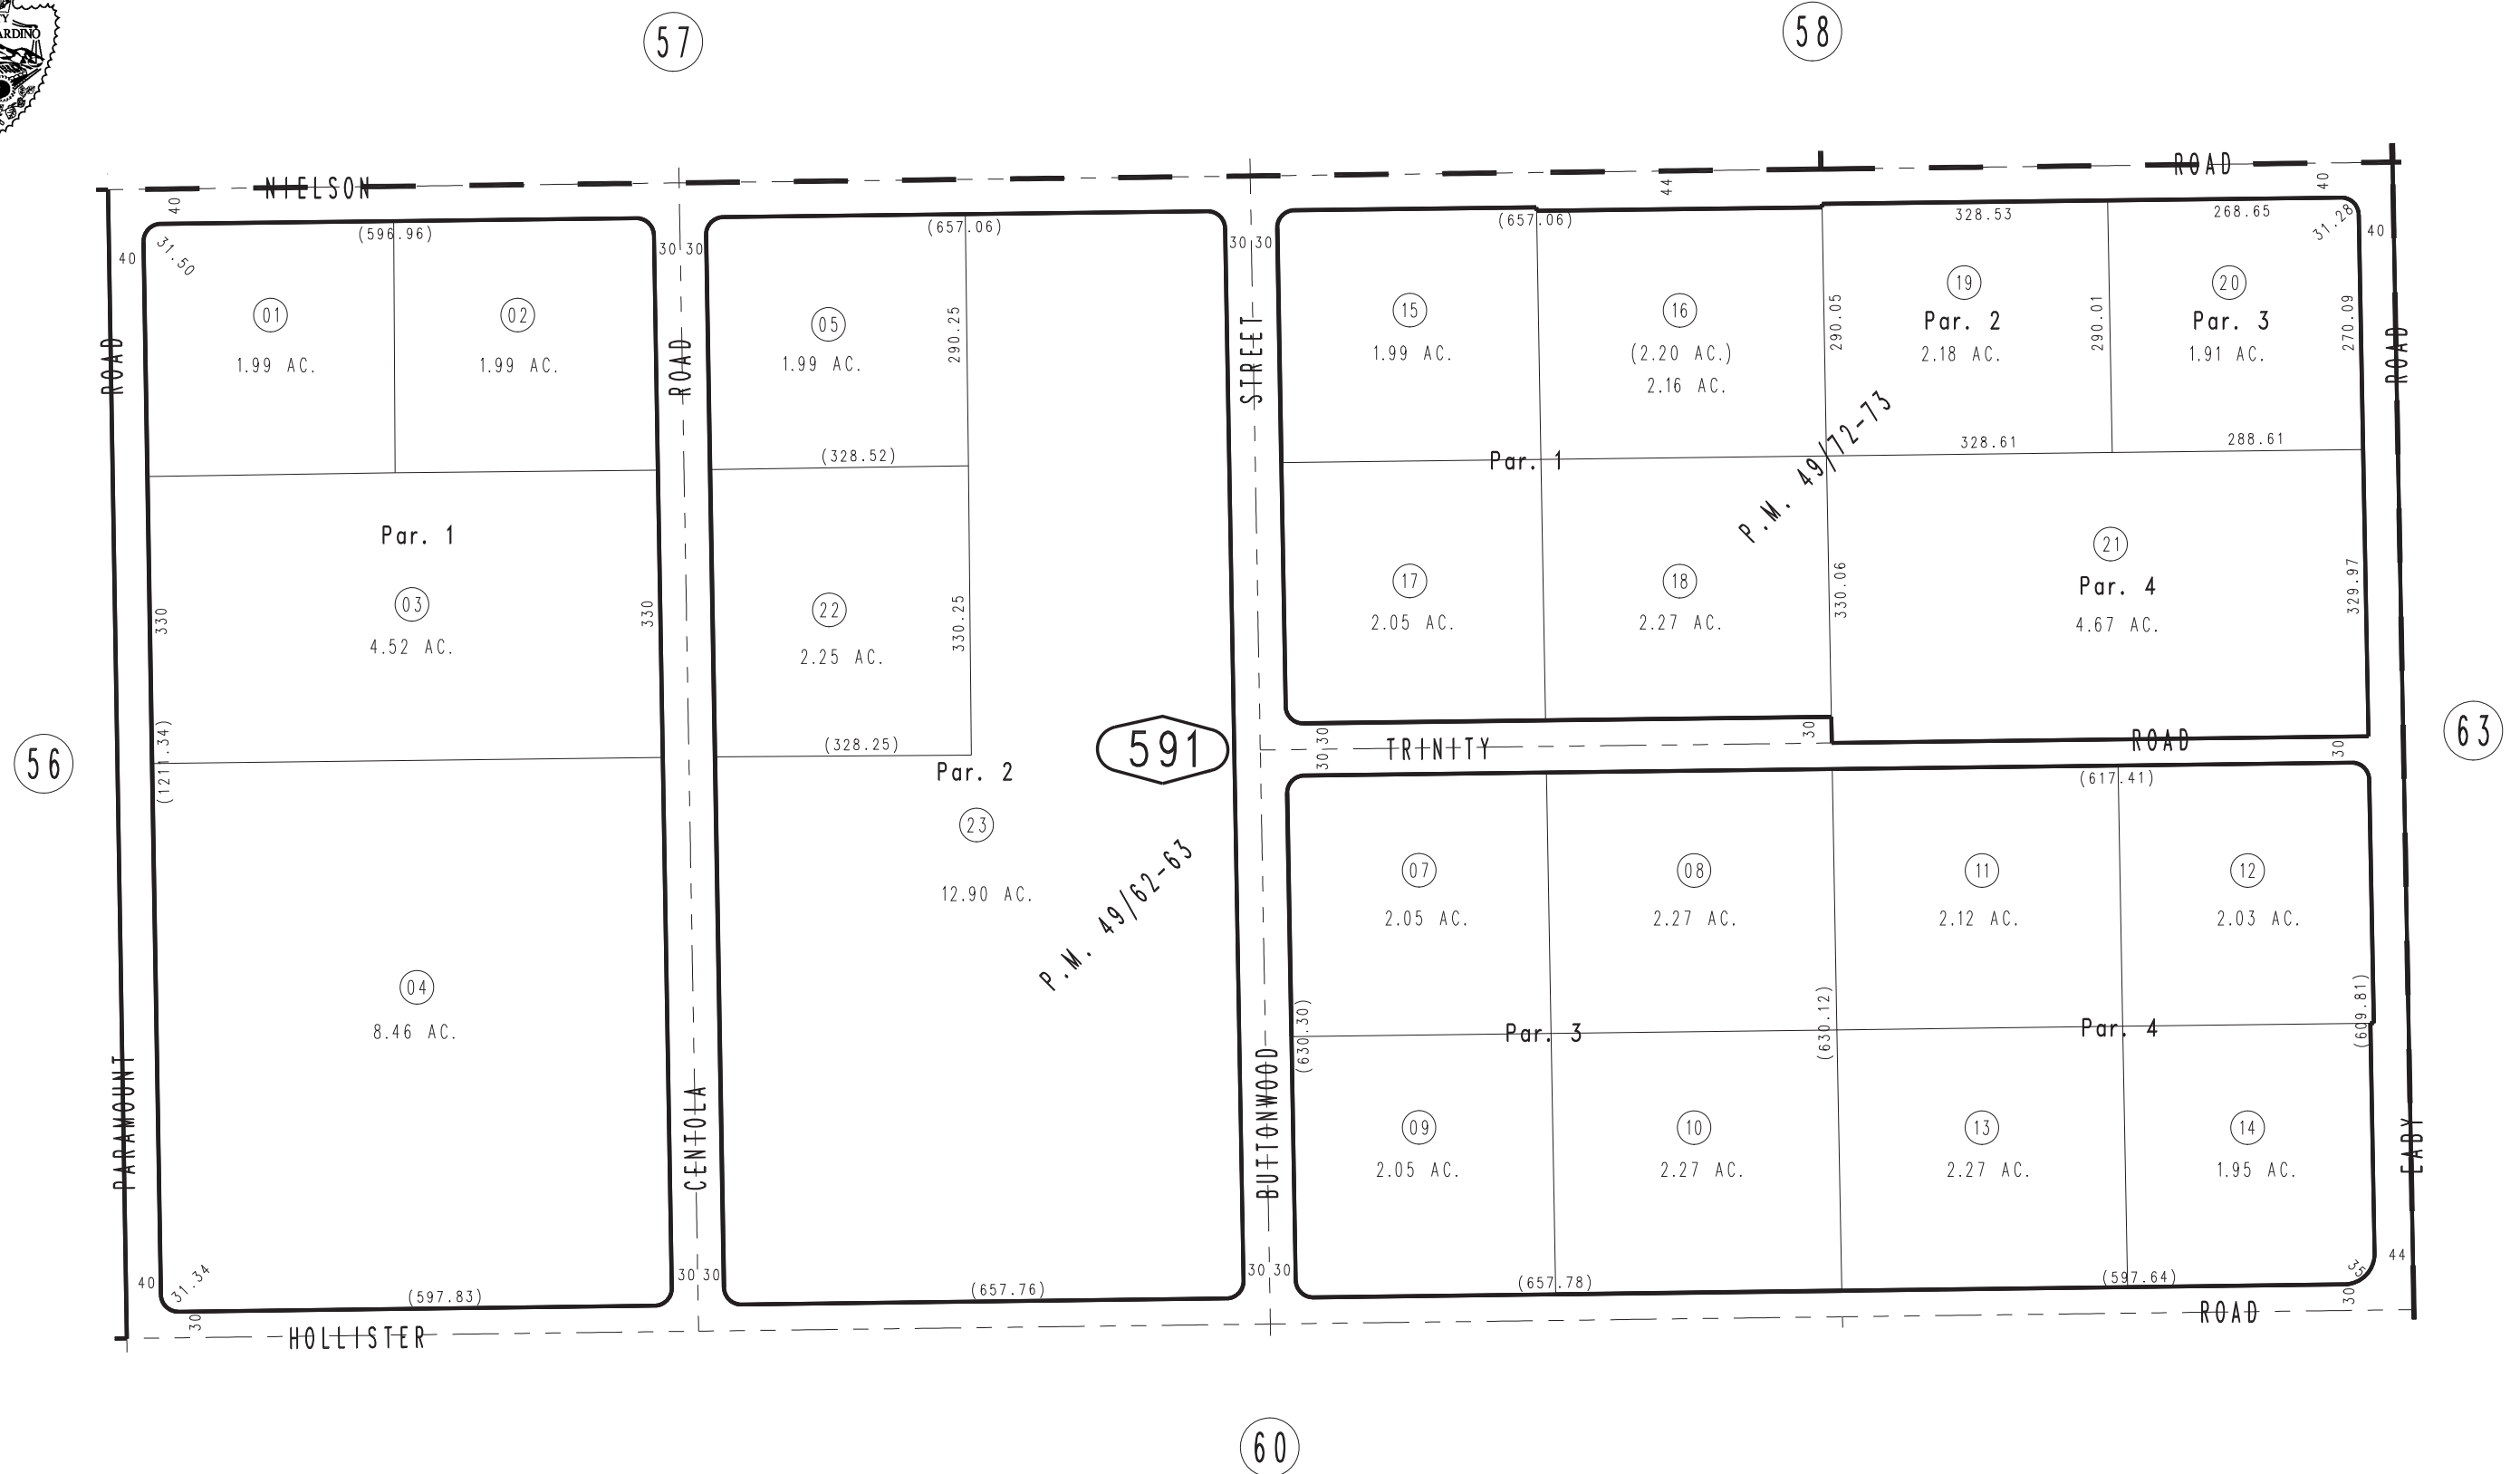 ARDINO
57
58
NIELSON
ROAD
40
44
40
(596.96)
(657.06)
(657.06)
328.53
268.65
31.28
40
31.50
30 30
30 30
40
01
1.99 AC.
02
1.99 AC.
05
1.99 AC.
290.25
15
1.99 AC.
16
(2.20 AC.)
2.16 AC.
290.05
19
Par. 2
2.18 AC.
290.01
20
Par. 3
1.91 AC.
270.09
ROAD
ROAD
STREET
ROAD
(328.52)
Par. 1
P.M. 49/72-73
328.61
288.61
Par. 1
03
4.52 AC.
330
330
22
2.25 AC.
330.25
17
2.05 AC.
18
2.27 AC.
330.06
21
Par. 4
4.67 AC.
329.97
56
(1211.34)
(328.25)
591
30 30
TRINITY
30
ROAD
30
63
Par. 2
23
12.90 AC.
P.M. 49/62-63
(617.41)
07
2.05 AC.
08
2.27 AC.
11
2.12 AC.
12
2.03 AC.
04
8.46 AC.
(630.30)
Par. 3
(630.12)
Par. 4
(609.81)
PARAMOUNT
CENTOLA
BUTTONWOOD
EADY
09
2.05 AC.
10
2.27 AC.
13
2.27 AC.
14
1.95 AC.
40
31.34
(597.83)
30 30
(657.76)
30 30
(657.78)
(597.64)
35
44
30
HOLLISTER
ROAD
30
60